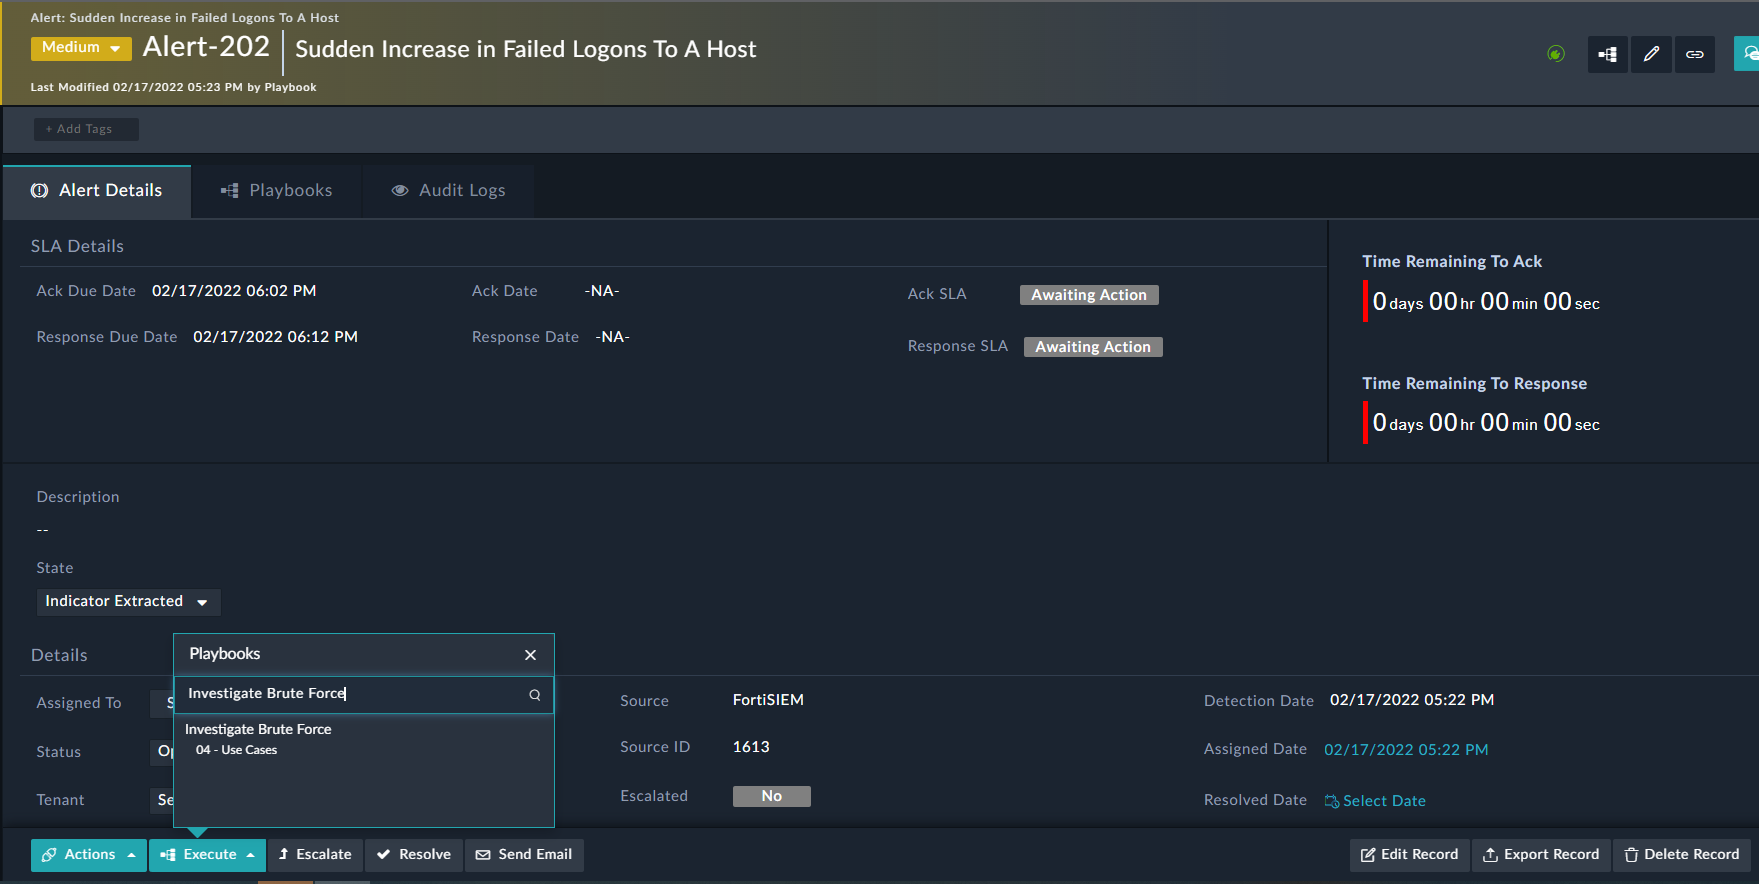 Alert: Sudden Increase in Failed Logons To A Host
Medium Alert-202 Sudden Increase in Failed Logons To A Host
Last Modified 02/17/2022 05:23 PM by Playbook
+ Add Tags
Alert Details Playbooks Audit Logs
SLA Details
Ack Due Date 02/17/2022 06:02 PM Ack Date -NA- Ack SLA Awaiting Action
Response Due Date 02/17/2022 06:12 PM Response Date -NA- Response SLA Awaiting Action
Time Remaining To Ack
0 days 00 hr 00 min 00 sec
Time Remaining To Response
0 days 00 hr 00 min 00 sec
Description
--
State
Indicator Extracted
Details
Playbooks
Investigate Brute Force
Investigate Brute Force
04 - Use Cases
Assigned To S
Status Op
Tenant Se
Source FortiSIEM
Source ID 1613
Escalated No
Detection Date 02/17/2022 05:22 PM
Assigned Date 02/17/2022 05:22 PM
Resolved Date Select Date
Actions Execute Escalate Resolve Send Email Edit Record Export Record Delete Record